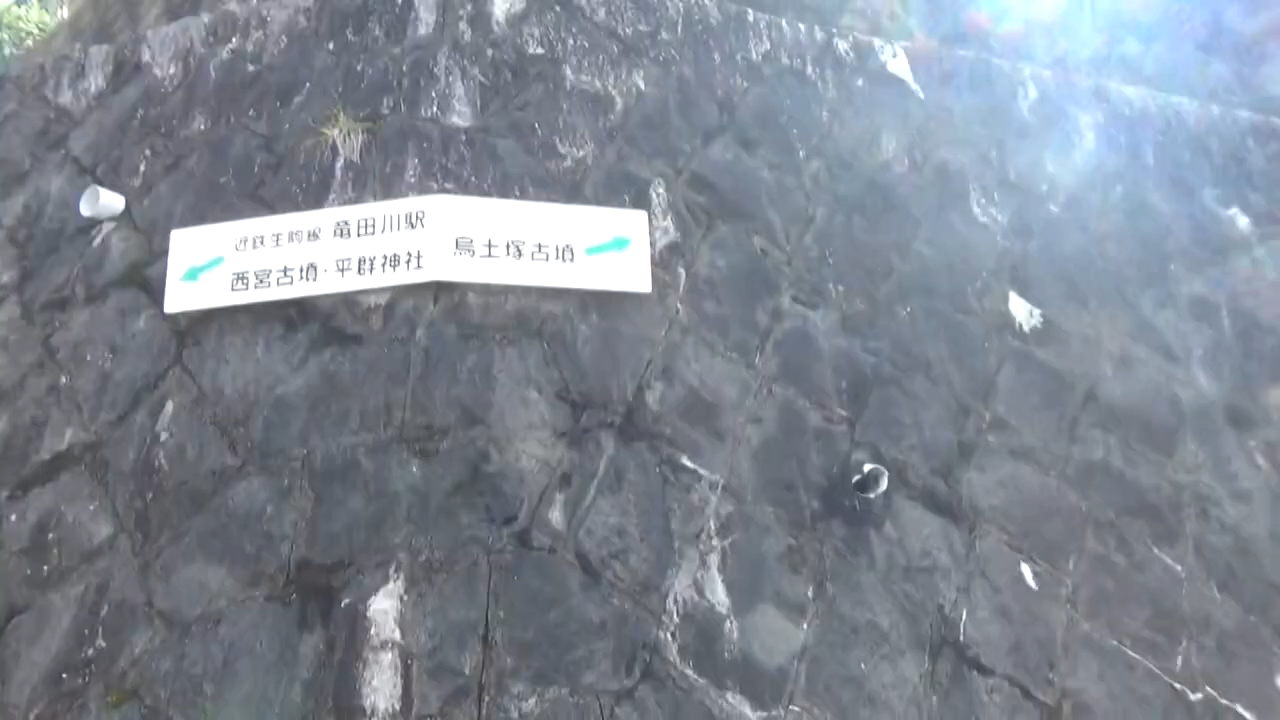 近鉄生駒線 竜田川駅
西宮古墳・平群神社
烏土塚古墳